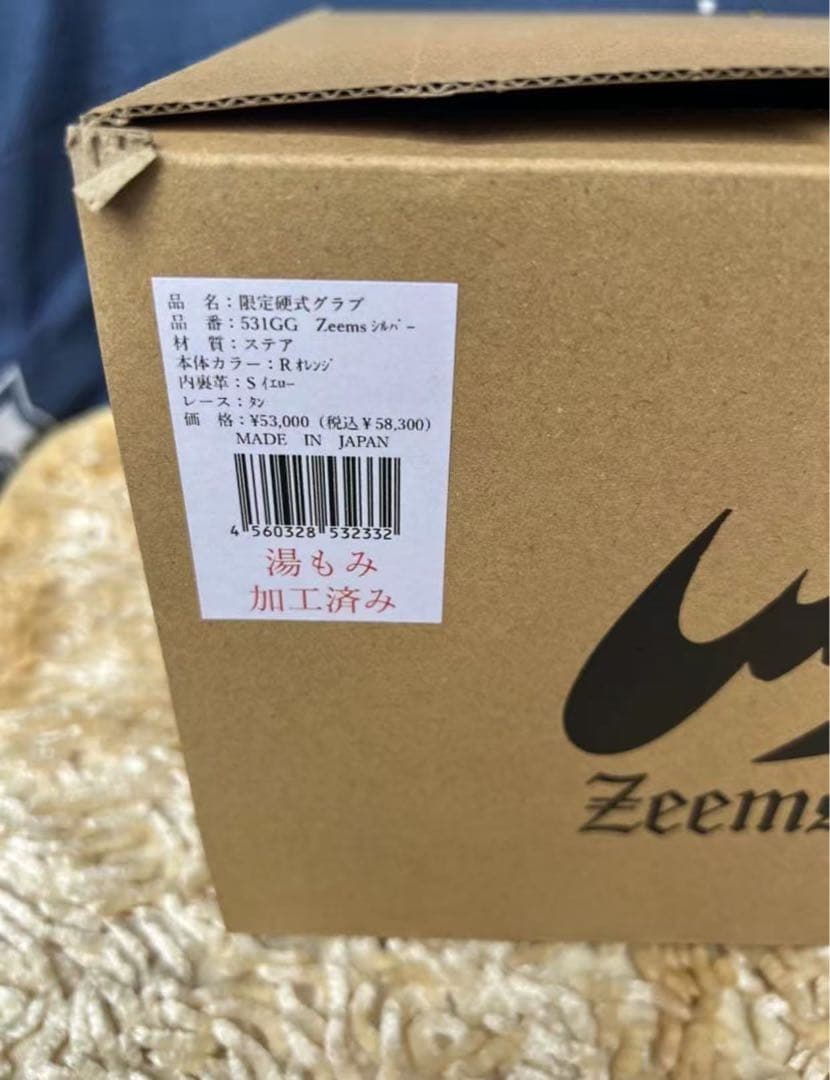 品 名：限定硬式グラブ
品 番：531GG Zeems ｼﾙﾊﾞｰ
材 質：ステア
本体カラー：R ｵﾚﾝｼﾞ
内裏革：S ｲｴﾛｰ
レース：ﾀﾝ
価 格：¥53,000（税込￥58,300）
MADE IN JAPAN
4 560328 532332
湯もみ
加工済み
Zeems